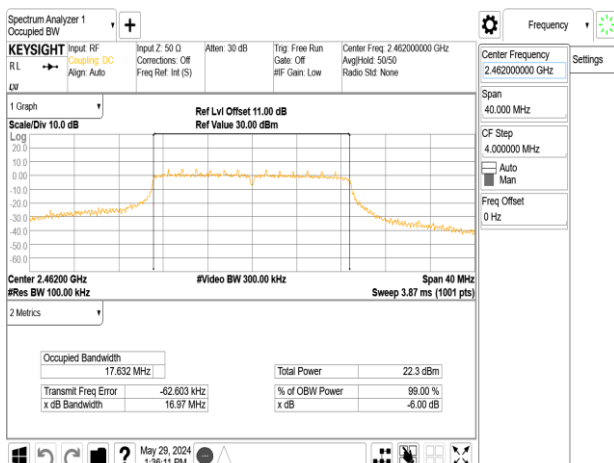 Spectrum Analyzer 1
Occupied BW
+
Frequency
KEYSIGHT
RL
LXI
Input: RF
Coupling: DC
Align: Auto
Input Z: 50 Ω
Corrections: Off
Freq Ref: Int (S)
Atten: 30 dB
Trig: Free Run
Gate: Off
#IF Gain: Low
Center Freq: 2.462000000 GHz
Avg|Hold: 50/50
Radio Std: None
Center Frequency
2.462000000 GHz
Settings
Span
40.000 MHz
CF Step
4.000000 MHz
Auto
Man
Freq Offset
0 Hz
1 Graph
Scale/Div 10.0 dB
Ref Lvl Offset 11.00 dB
Ref Value 30.00 dBm
Log
20.0
10.0
0.00
-10.0
-20.0
-30.0
-40.0
-50.0
-60.0
Center 2.46200 GHz
#Res BW 100.00 kHz
#Video BW 300.00 kHz
Span 40 MHz
Sweep 3.87 ms (1001 pts)
2 Metrics
Occupied Bandwidth
17.632 MHz
Transmit Freq Error -62.603 kHz
x dB Bandwidth 16.97 MHz
Total Power 22.3 dBm
% of OBW Power 99.00 %
x dB -6.00 dB
?
May 29, 2024
1:36:11 PM